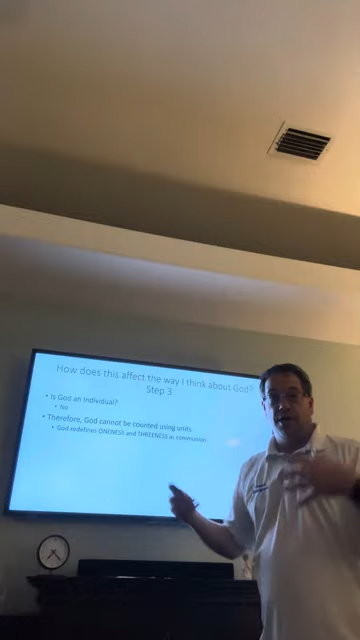 How does this affect the way I think about God?
Step 3
• Is God an individual?
• No
• Therefore, God cannot be counted using units.
• God redefines ONENESS and THREENESS as communion